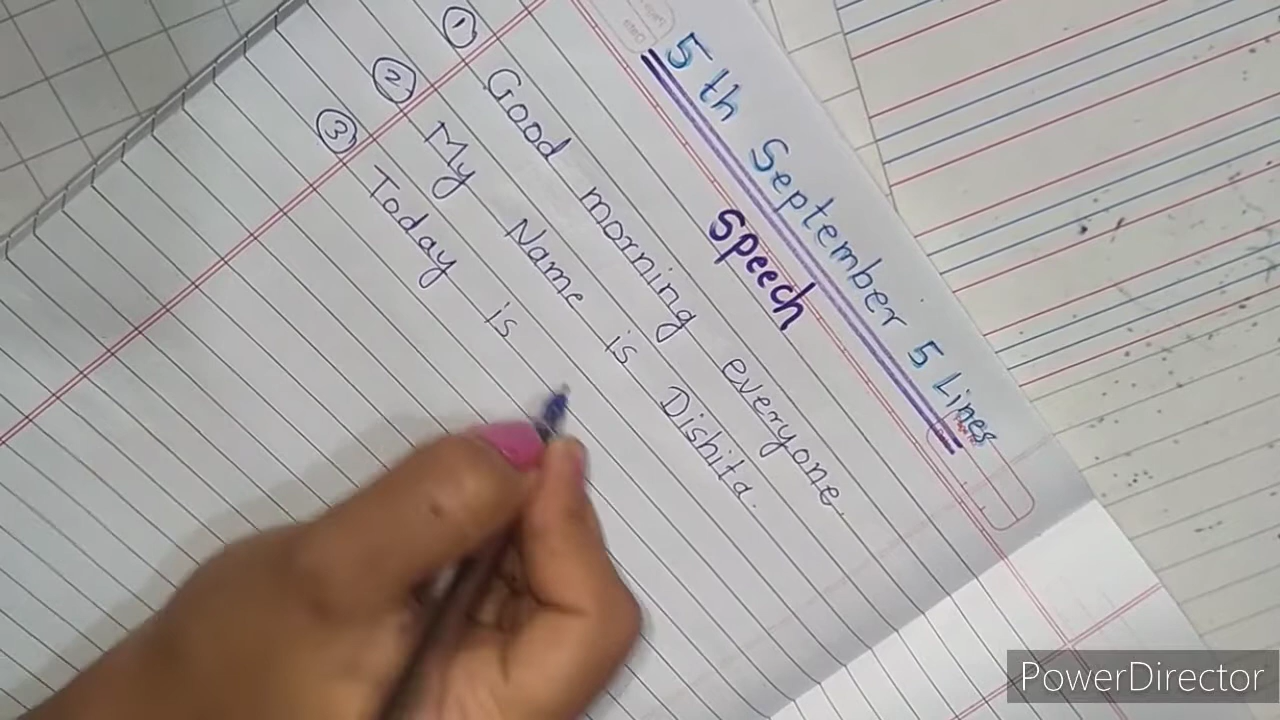 5th September 5 Lines
Speech
① Good morning everyone.
② My Name is Dishita.
③ Today is
PowerDirector